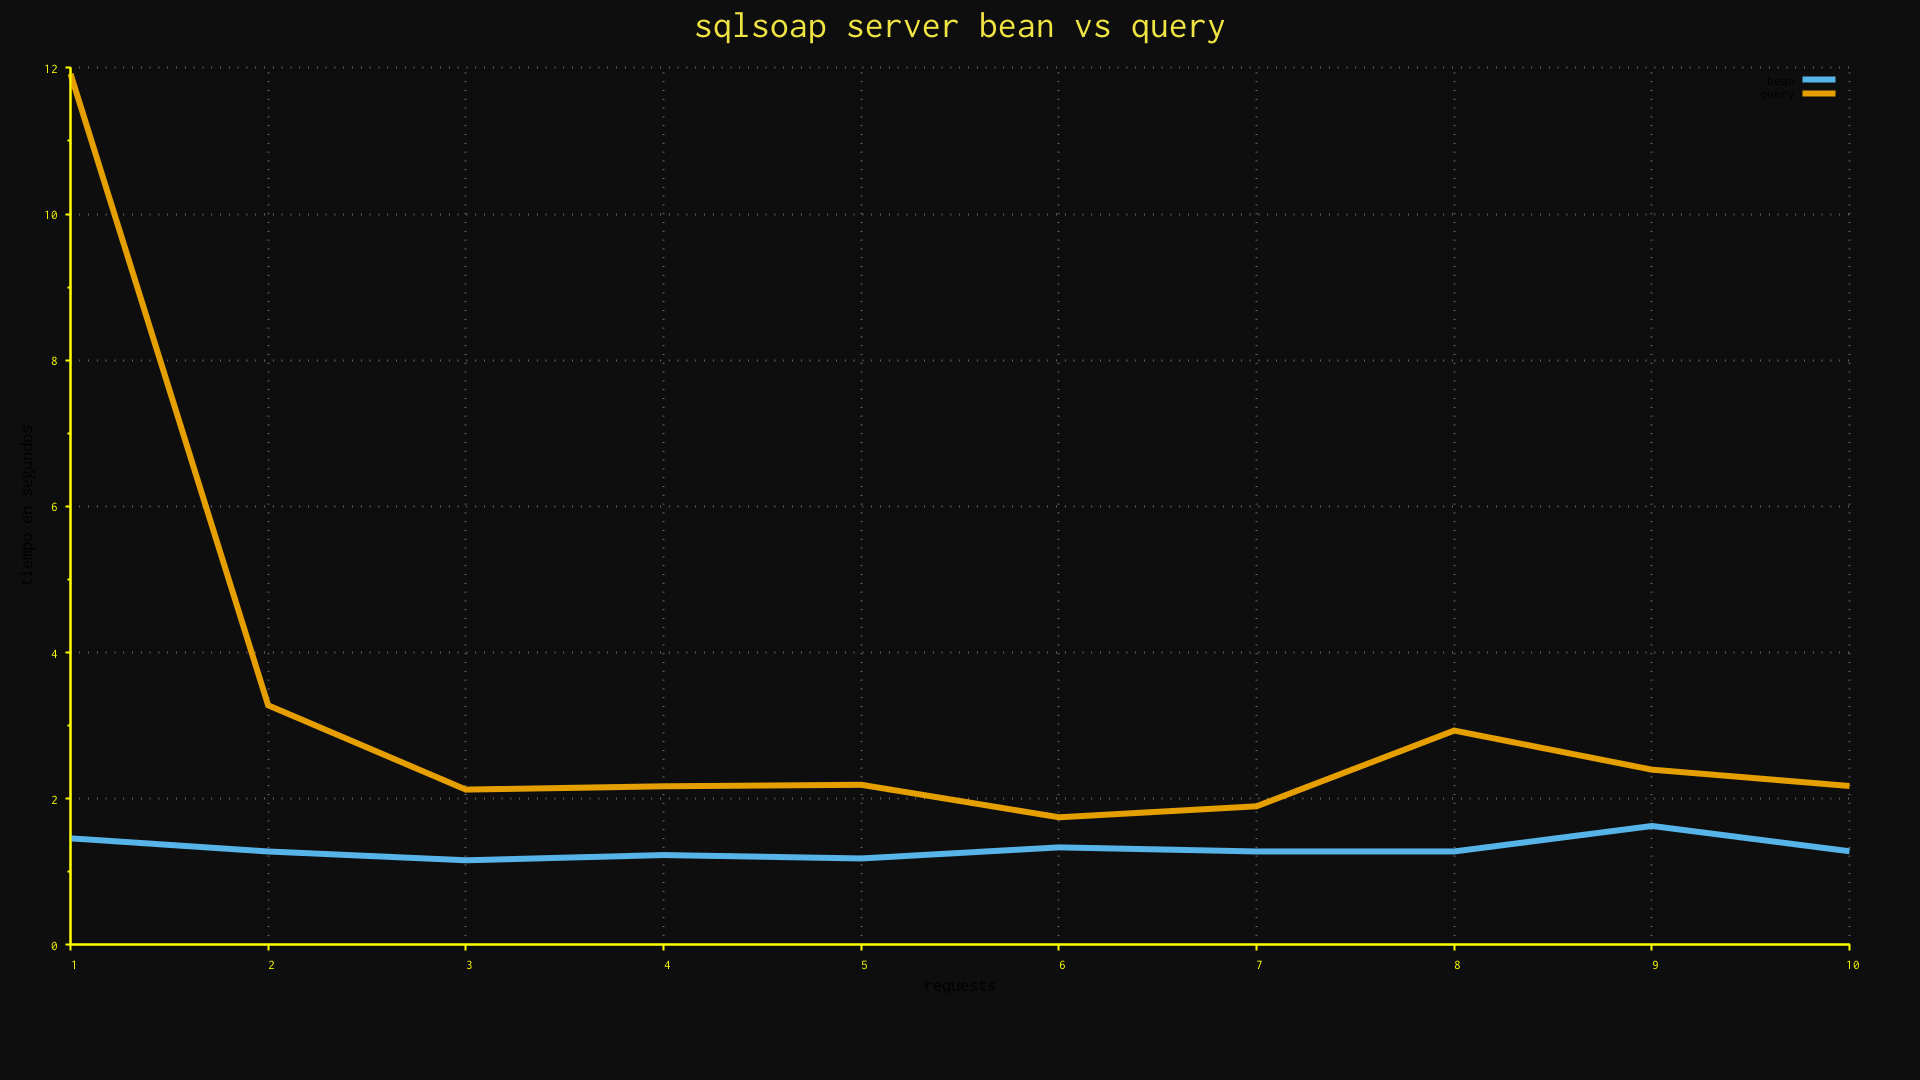 sqlsoap server bean vs query
bean
query
12
10
8
6
4
2
0
tiempo en segundos
1 2 3 4 5 6 7 8 9 10
requests